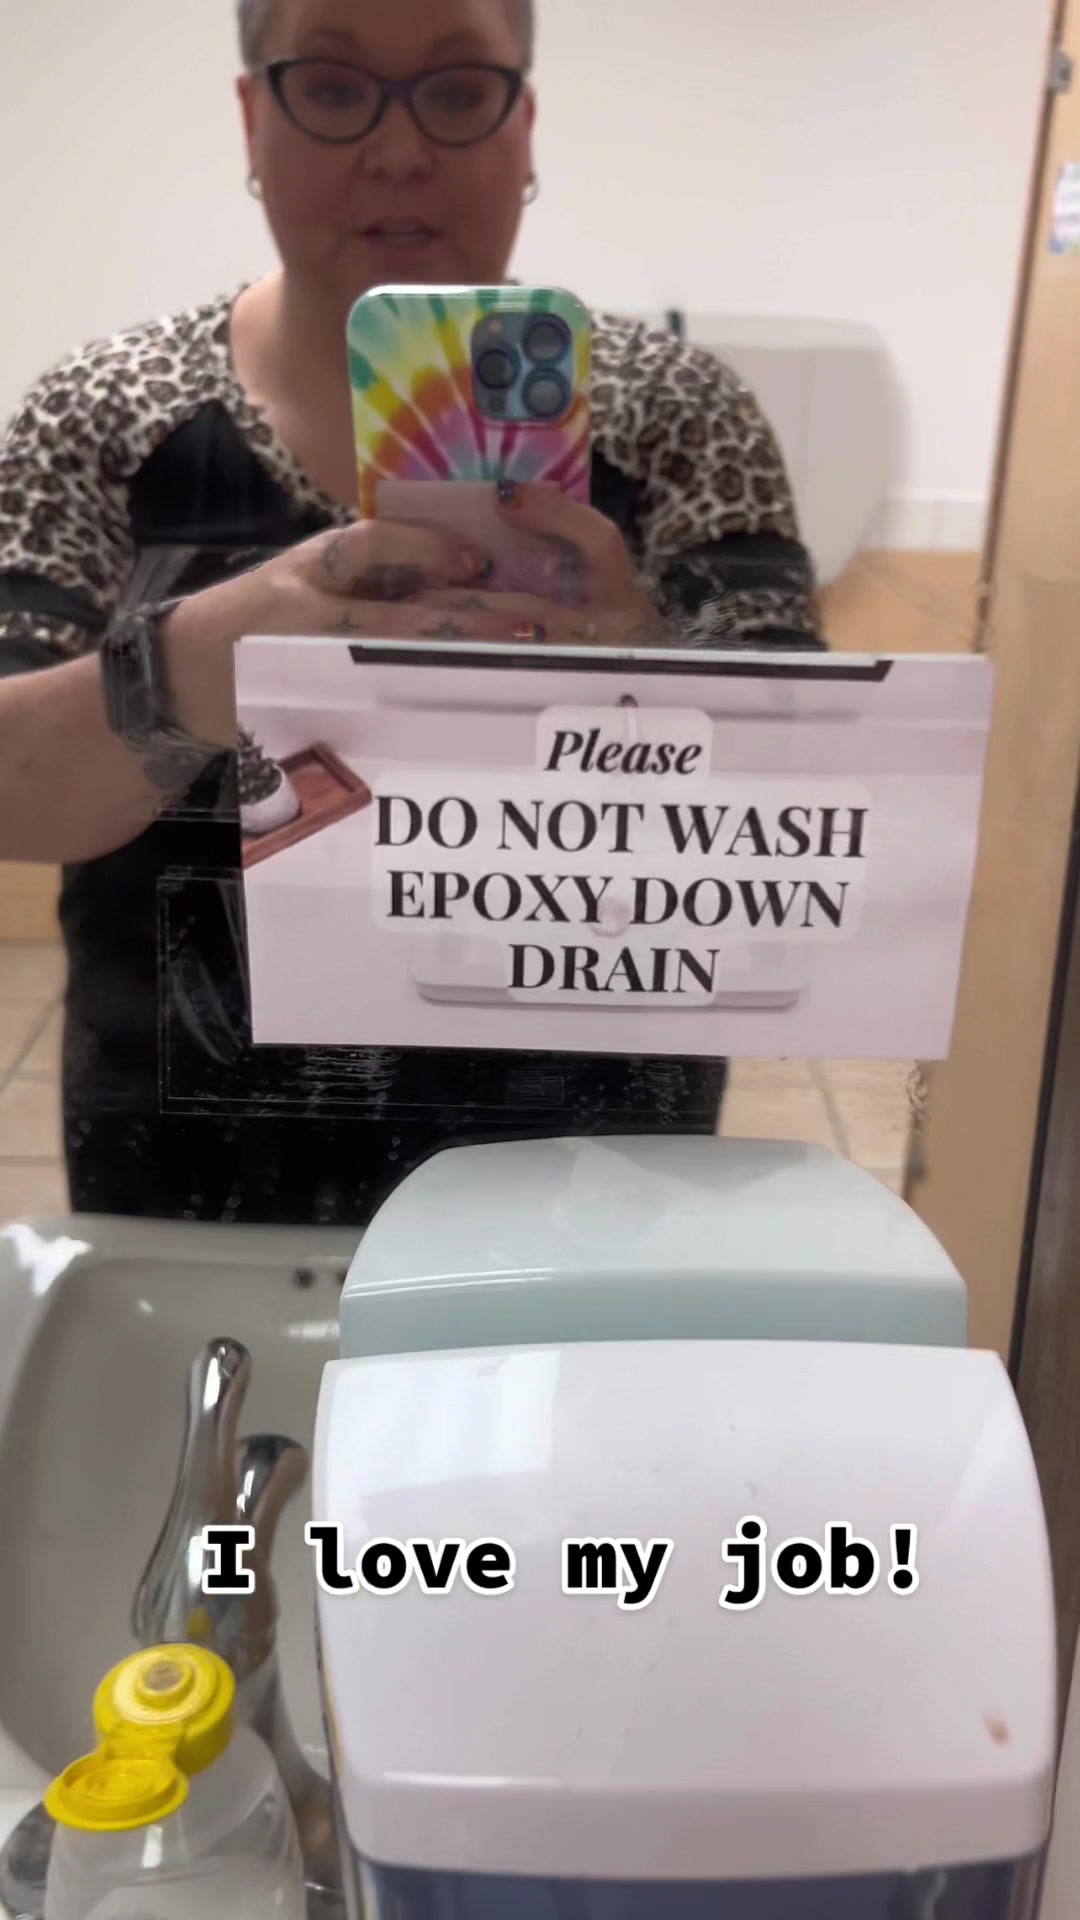 Please
DO NOT WASH
EPOXY DOWN
DRAIN
I love my job!